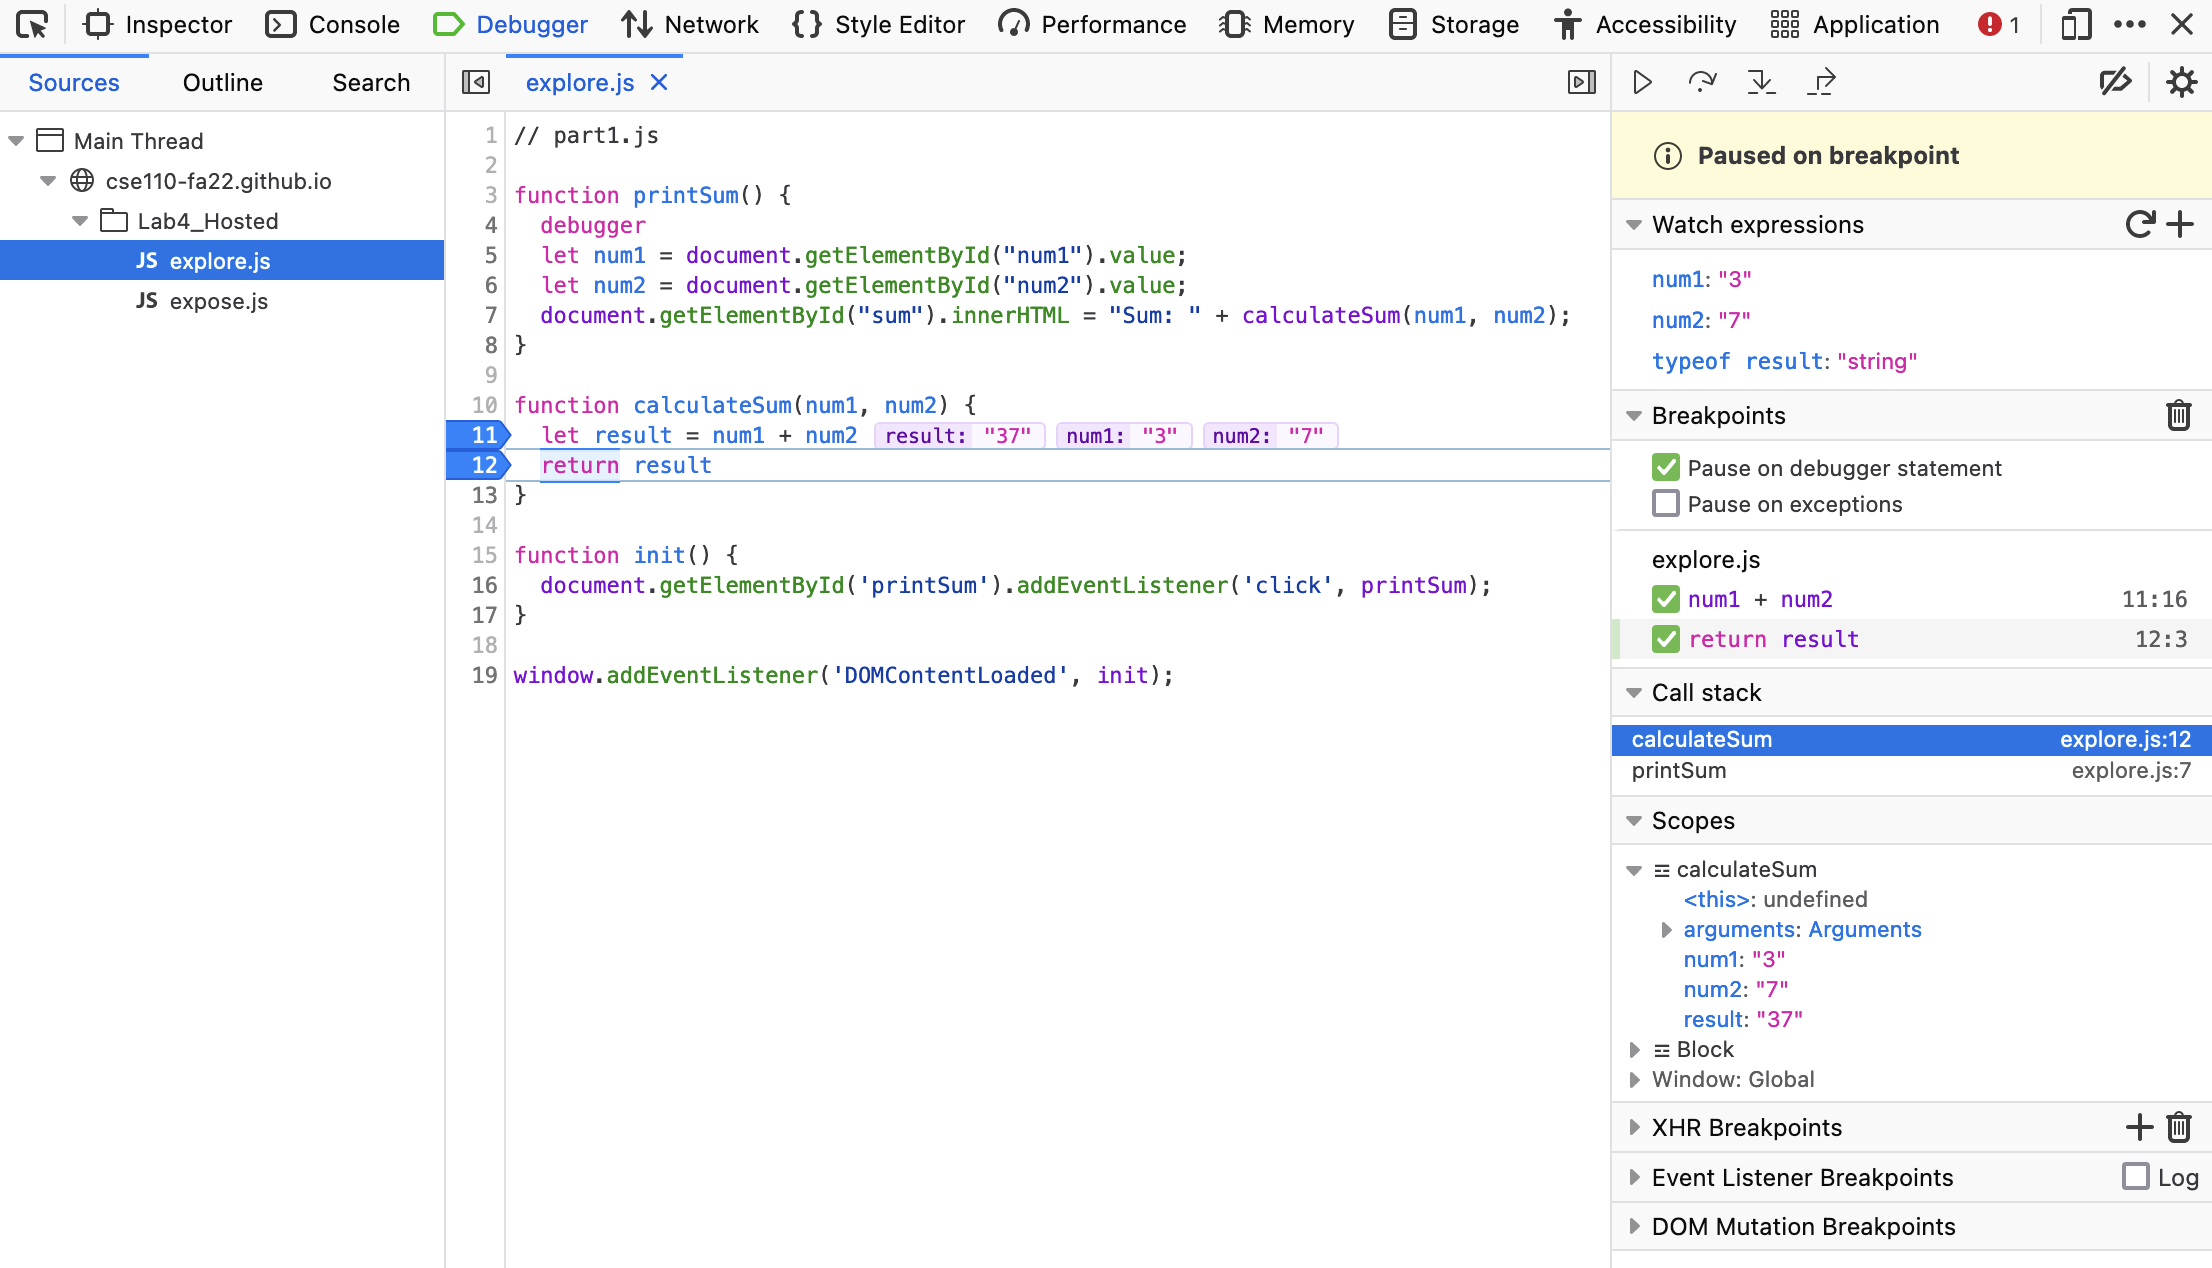 Inspector Console Debugger Network {} Style Editor Performance Memory Storage Accessibility Application 1
Sources Outline Search
Main Thread
cse110-fa22.github.io
Lab4_Hosted
JS explore.js
JS expose.js
explore.js
1 // part1.js
2
3 function printSum() {
4 debugger
5 let num1 = document.getElementById("num1").value;
6 let num2 = document.getElementById("num2").value;
7 document.getElementById("sum").innerHTML = "Sum: " + calculateSum(num1, num2);
8 }
9
10 function calculateSum(num1, num2) {
11 let result = num1 + num2 result: "37" num1: "3" num2: "7"
12 return result
13 }
14
15 function init() {
16 document.getElementById('printSum').addEventListener('click', printSum);
17 }
18
19 window.addEventListener('DOMContentLoaded', init);
Paused on breakpoint
Watch expressions
num1: "3"
num2: "7"
typeof result: "string"
Breakpoints
Pause on debugger statement
Pause on exceptions
explore.js
num1 + num2 11:16
return result 12:3
Call stack
calculateSum explore.js:12
printSum explore.js:7
Scopes
calculateSum
<this>: undefined
arguments: Arguments
num1: "3"
num2: "7"
result: "37"
Block
Window: Global
XHR Breakpoints
Event Listener Breakpoints Log
DOM Mutation Breakpoints